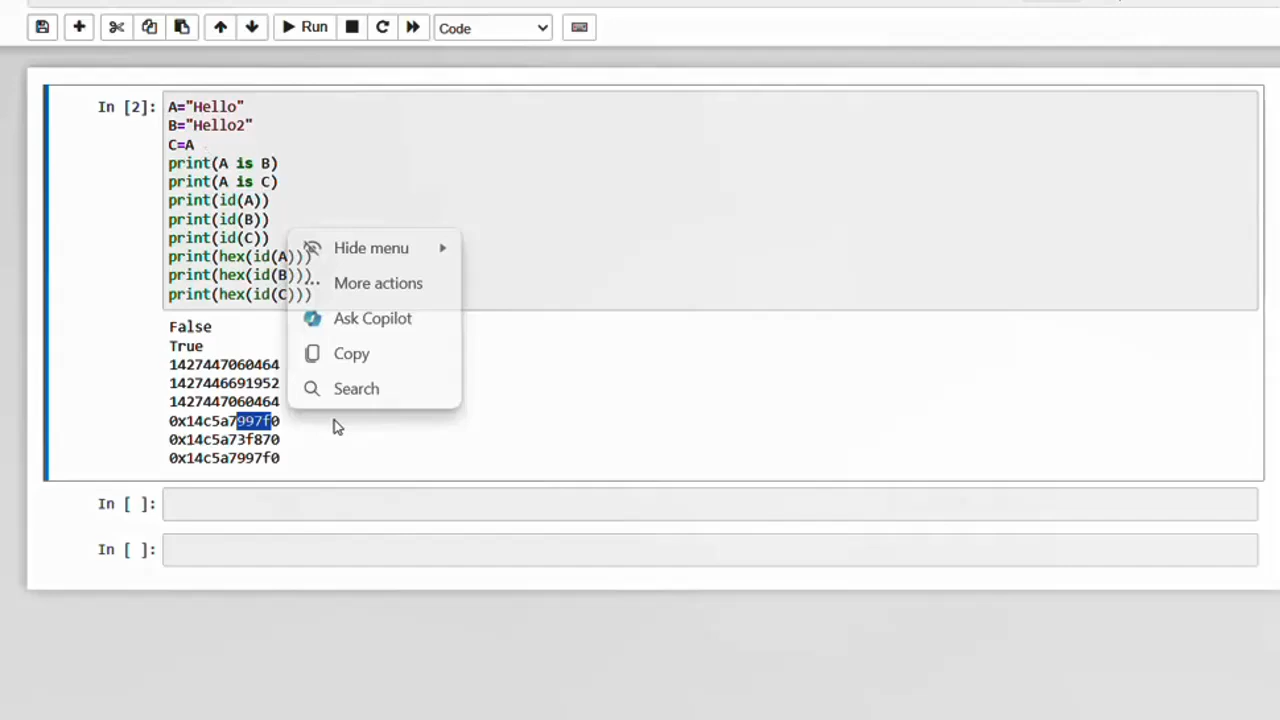 Run
Code
In [2]:
A="Hello"
B="Hello2"
C=A
print(A is B)
print(A is C)
print(id(A))
print(id(B))
print(id(C))
print(hex(id(A)))
print(hex(id(B)))
print(hex(id(C)))
Hide menu
More actions
Ask Copilot
Copy
Search
False
True
1427447060464
1427446691952
1427447060464
0x14c5a7997f0
0x14c5a73f870
0x14c5a7997f0
In [ ]:
In [ ]: